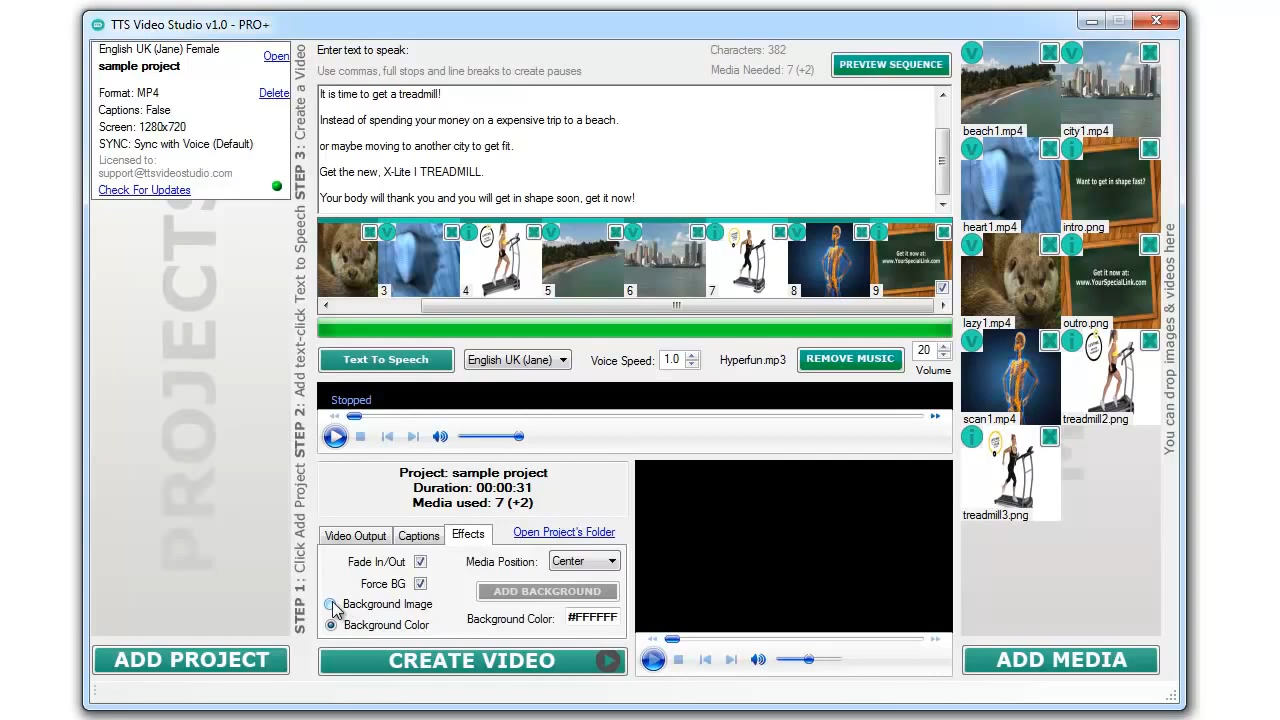 TTS Video Studio v1.0 - PRO+
English UK (Jane) Female
Open
sample project
Format: MP4
Delete
Captions: False
Screen: 1280x720
SYNC: Sync with Voice (Default)
Licensed to:
support@ttsvideostudio.com
Check For Updates
PROJECTS
ADD PROJECT
STEP 1: Click Add Project STEP 2: Add text-click Text to Speech STEP 3: Create a Video
Enter text to speak:
Use commas, full stops and line breaks to create pauses
Characters: 382
Media Needed: 7 (+2)
PREVIEW SEQUENCE
It is time to get a treadmill!
Instead of spending your money on a expensive trip to a beach.
or maybe moving to another city to get fit.
Get the new, X-Lite I TREADMILL.
Your body will thank you and you will get in shape soon, get it now!
3
4
5
6
7
8
9
Get it now at:
www.YourSpecialLink.com
Text To Speech
English UK (Jane)
Voice Speed:
1.0
Hyperfun.mp3
REMOVE MUSIC
20
Volume
Stopped
Project: sample project
Duration: 00:00:31
Media used: 7 (+2)
Video Output
Captions
Effects
Open Project's Folder
Fade In/Out
Media Position:
Center
Force BG
ADD BACKGROUND
Background Image
Background Color:
#FFFFFF
Background Color
CREATE VIDEO
beach1.mp4
city1.mp4
Want to get in shape fast?
heart1.mp4
intro.png
Get it now at:
www.YourSpecialLink.com
lazy1.mp4
outro.png
scan1.mp4
treadmill2.png
treadmill3.png
You can drop images & videos here
ADD MEDIA